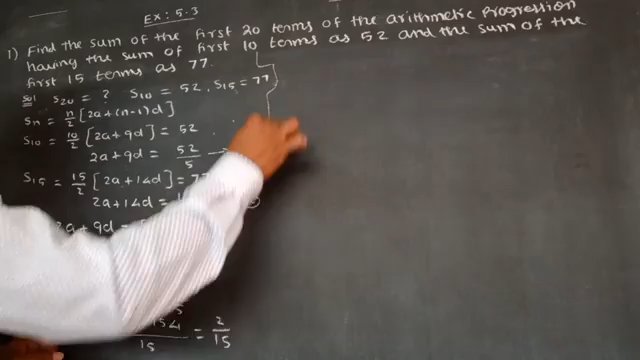 Ex: 5.3
1) Find the sum of the first 20 terms of the arithmetic Progression
having the sum of first 10 terms as 52 and the sum of the
first 15 terms as 77.
Sol S20 = ? S10 = 52, S15 = 77
Sn = n/2 [2a+(n-1)d]
S10 = 10/2 [2a+9d] = 52
2a+9d = 52/5 →
S15 = 15/2 [2a+14d] = 77
2a+14d =
2a+9d =
/15 = 2/15